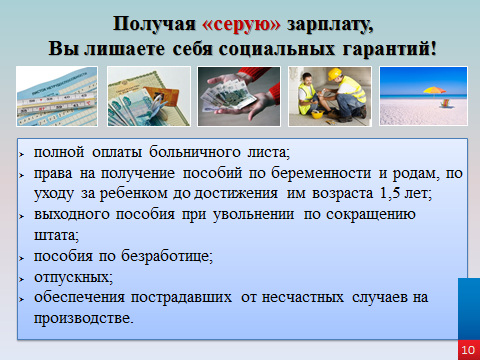 Получая «серую» зарплату,
Вы лишаете себя социальных гарантий!
полной оплаты больничного листа;
права на получение пособий по беременности и родам, по
уходу за ребенком до достижения им возраста 1,5 лет;
выходного пособия при увольнении по сокращению
штата;
пособия по безработице;
отпускных;
обеспечения пострадавших от несчастных случаев на
производстве.
10